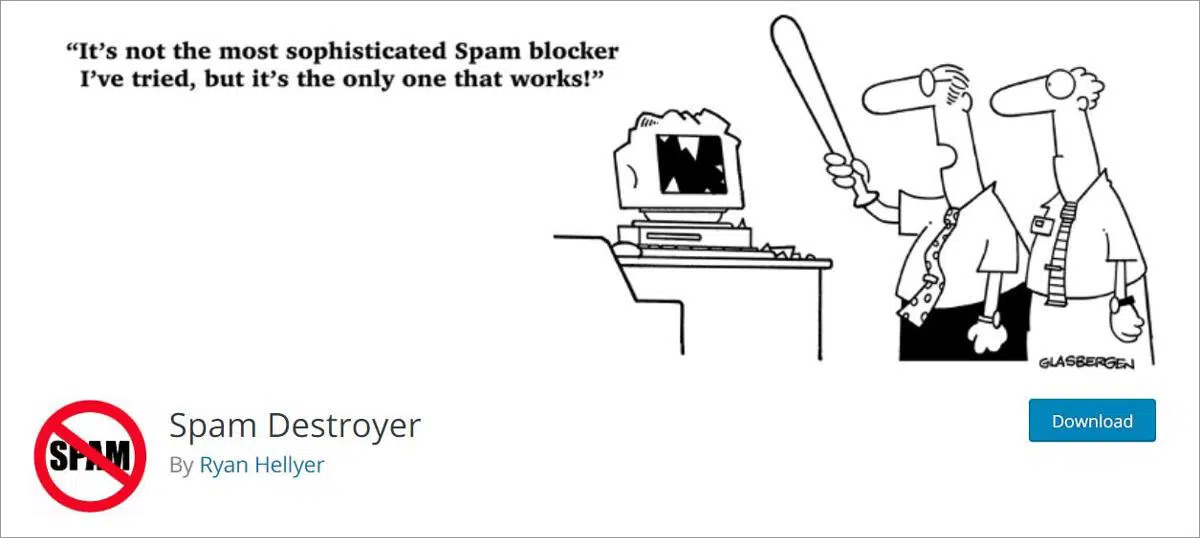 “It’s not the most sophisticated Spam blocker
I’ve tried, but it’s the only one that works!”
GLASBERGEN
SPAM
Spam Destroyer
By Ryan Hellyer
Download